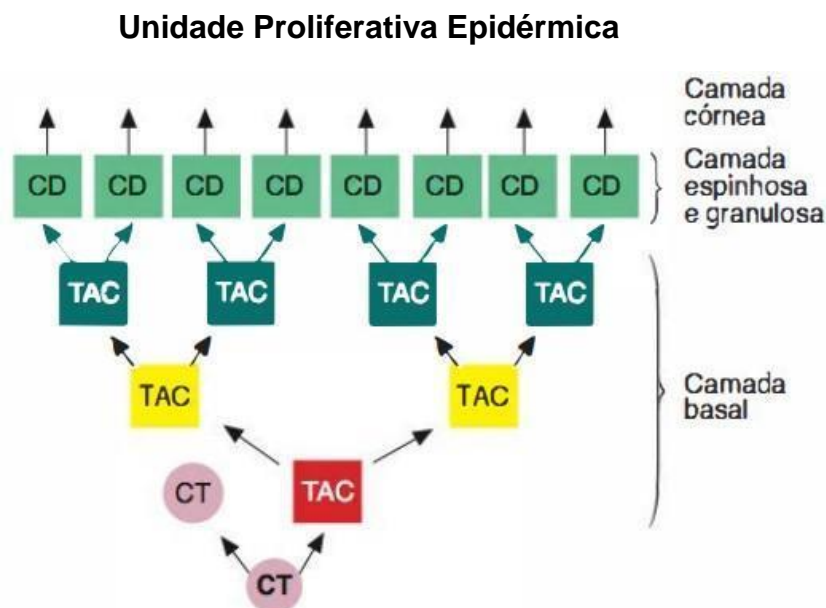 Unidade Proliferativa Epidérmica
Camada
córnea
CD CD CD CD CD CD CD CD
Camada
espinhosa
e granulosa
TAC TAC TAC TAC
TAC TAC
Camada
basal
CT TAC
CT